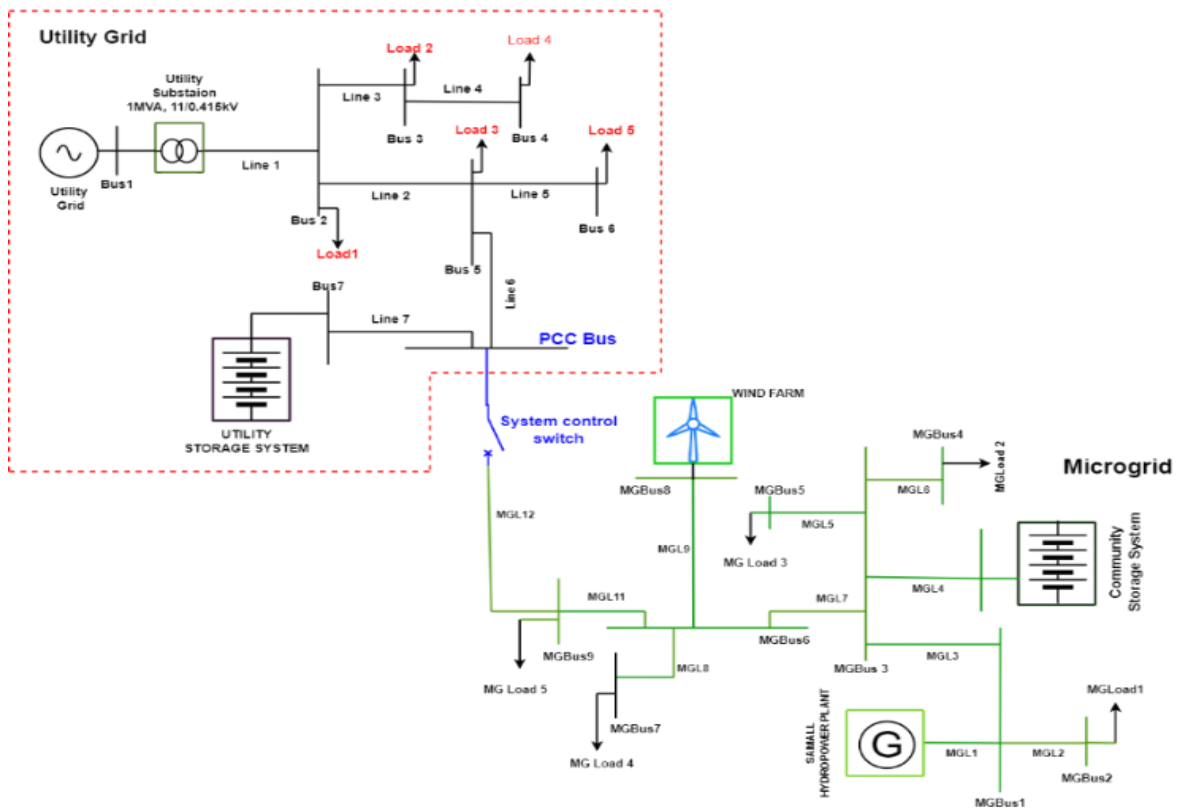 Utility Grid
Utility
Substaion
1MVA, 11/0.415kV
Load 2
Load 4
Line 3
Line 4
Bus 3
Bus 4
Load 3
Load 5
Bus1
Line 1
Utility
Grid
Line 2
Line 5
Bus 2
Bus 6
Load1
Bus 5
Bus7
Line 6
Line 7
PCC Bus
UTILITY
STORAGE SYSTEM
System control
switch
WIND FARM
MGBus4
MGLoad 2
Microgrid
MGBus8
MGBus5
MGL6
MGL12
MGL5
MGL9
MG Load 3
Community
Storage System
MGL4
MGL11
MGL7
MGBus6
MGBus9
MGL8
MGBus 3
MGL3
MG Load 5
MGBus7
MG Load 4
SAMALL
HYDROPOWER PLANT
G
MGL1
MGL2
MGLoad1
MGBus2
MGBus1